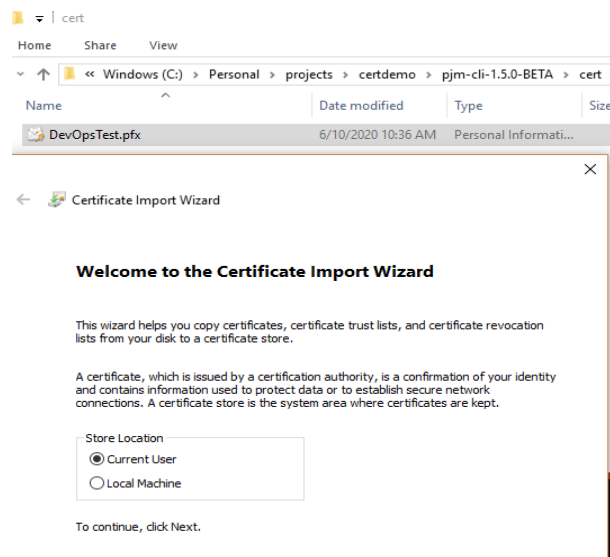 cert
Home Share View
« Windows (C:) > Personal > projects > certdemo > pjm-cli-1.5.0-BETA > cert
Name Date modified Type Size
DevOpsTest.pfx 6/10/2020 10:36 AM Personal Informati...
Certificate Import Wizard
Welcome to the Certificate Import Wizard
This wizard helps you copy certificates, certificate trust lists, and certificate revocation
lists from your disk to a certificate store.
A certificate, which is issued by a certification authority, is a confirmation of your identity
and contains information used to protect data or to establish secure network
connections. A certificate store is the system area where certificates are kept.
Store Location
Current User
Local Machine
To continue, click Next.